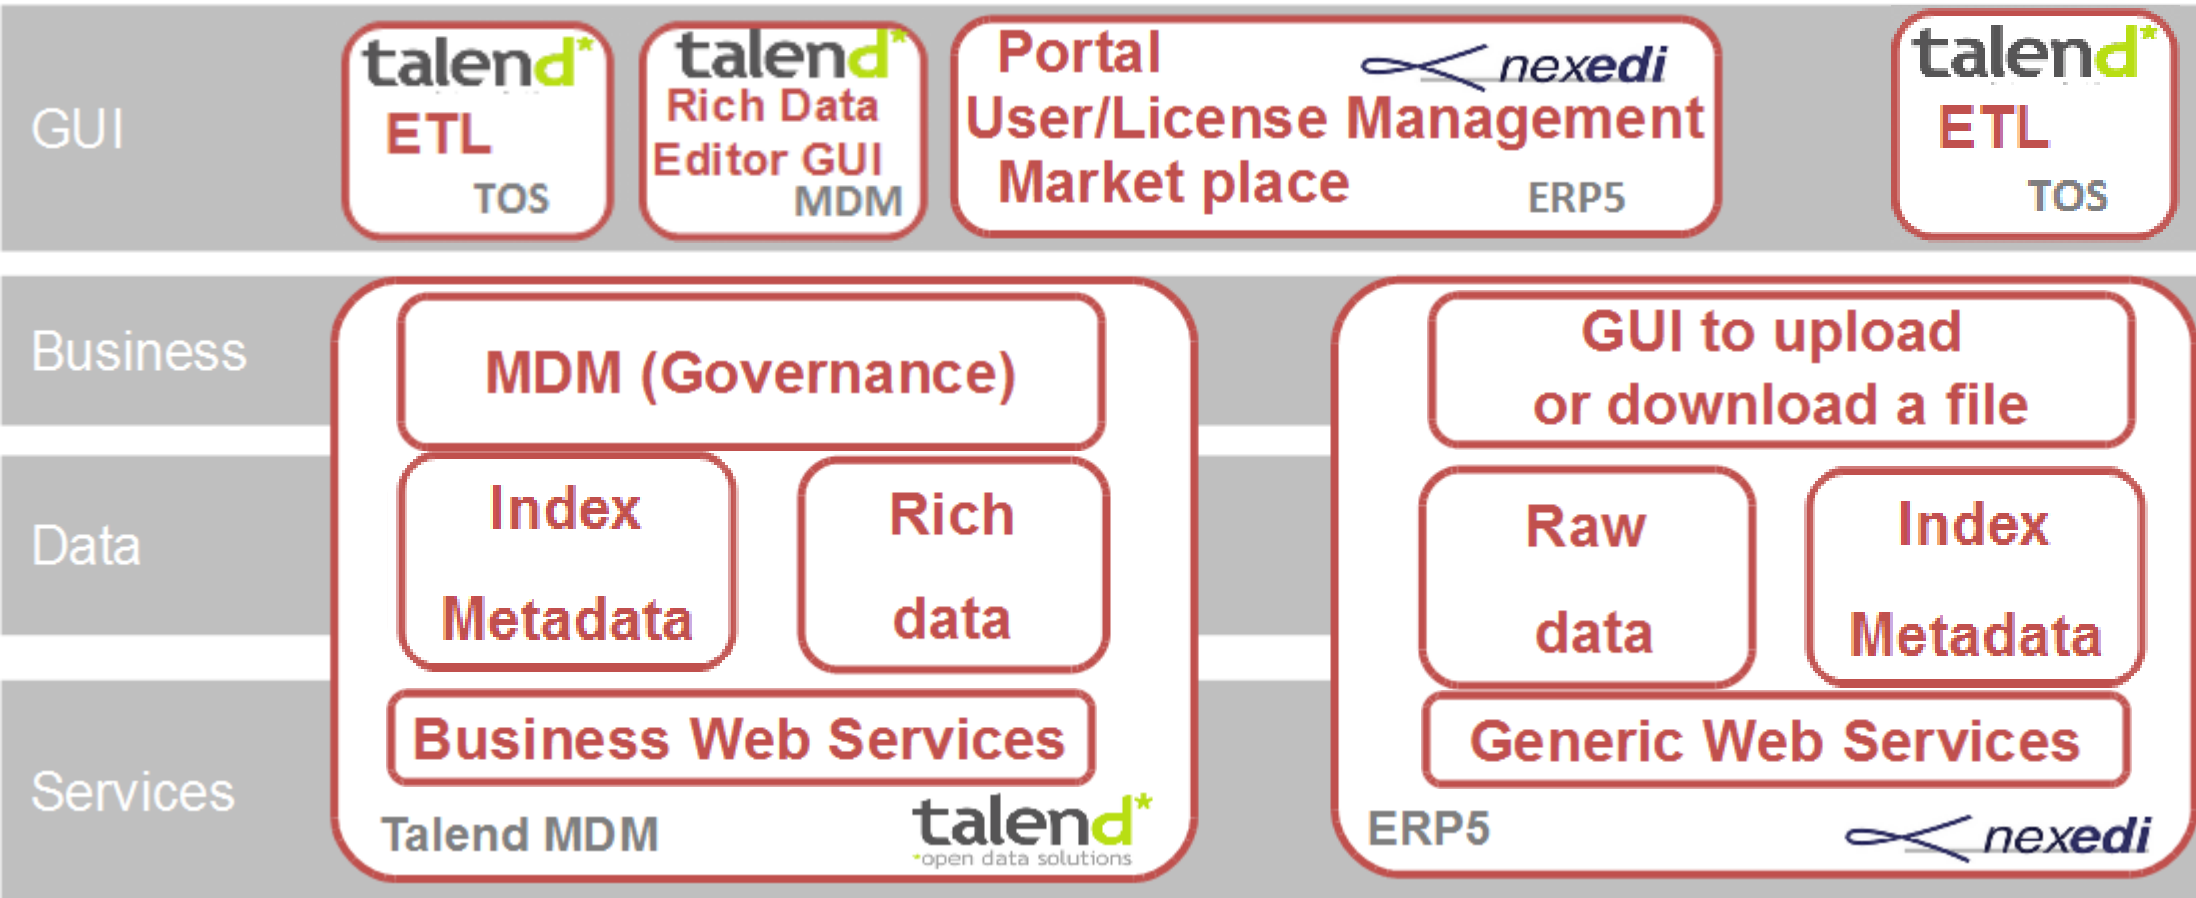 GUI
talend*
ETL
TOS
talend*
Rich Data
Editor GUI
MDM
Portal
nexedi
User/License Management
Market place
ERP5
talend*
ETL
TOS
Business
MDM (Governance)
GUI to upload
or download a file
Data
Index
Metadata
Rich
data
Raw
data
Index
Metadata
Services
Business Web Services
Talend MDM
talend*
*open data solutions
Generic Web Services
ERP5
nexedi